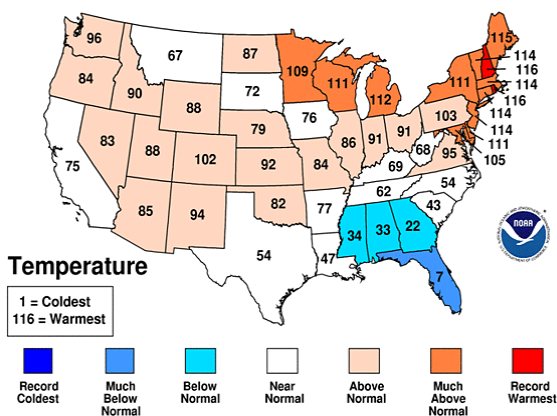 96
67
87
109
111
112
115
114
116
114
116
114
114
111
105
84
90
88
72
76
111
103
75
83
88
102
79
92
84
86
91
91
68
95
69
62
54
43
85
94
82
77
54
47
34
33
22
7
NOAA
Temperature
1 = Coldest
116 = Warmest
Record
Coldest
Much
Below
Normal
Below
Normal
Near
Normal
Above
Normal
Much
Above
Normal
Record
Warmest